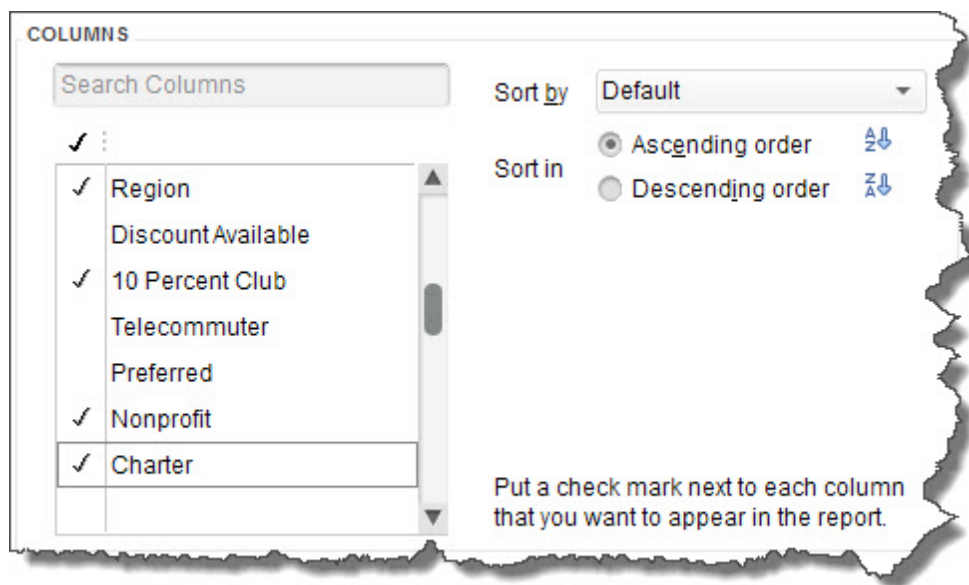 COLUMNS
Search Columns
Region
Discount Available
10 Percent Club
Telecommuter
Preferred
Nonprofit
Charter
Sort by Default
Sort in
Ascending order
Descending order
Put a check mark next to each column
that you want to appear in the report.